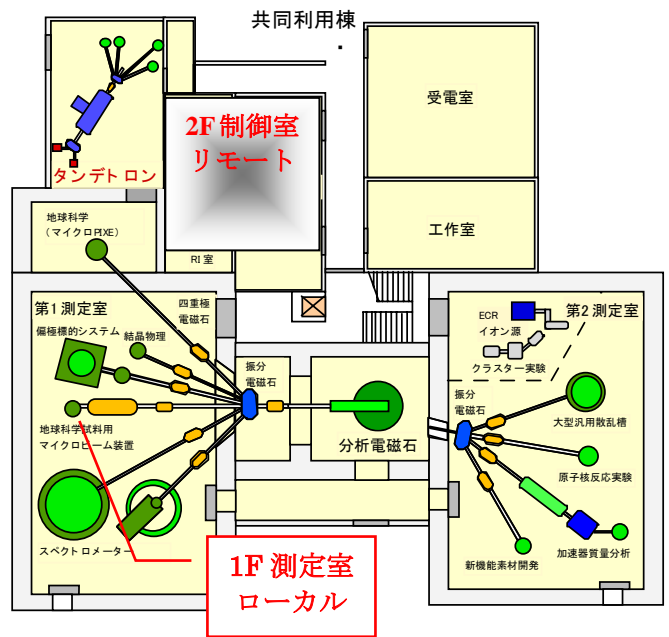 共同利用棟
受電室
2F 制御室
リモート
タンデトロン
地球科学
(マイクロPIXE)
RI 室
工作室
第1 測定室
四重極
電磁石
偏極標的システム
結晶物理
振分
電磁石
地球科学試料用
マイクロビーム装置
スペクトロメーター
分析電磁石
1F 測定室
ローカル
ECR
イオン源
第2 測定室
クラスター実験
振分
電磁石
大型汎用散乱槽
原子核反応実験
加速器質量分析
新機能素材開発